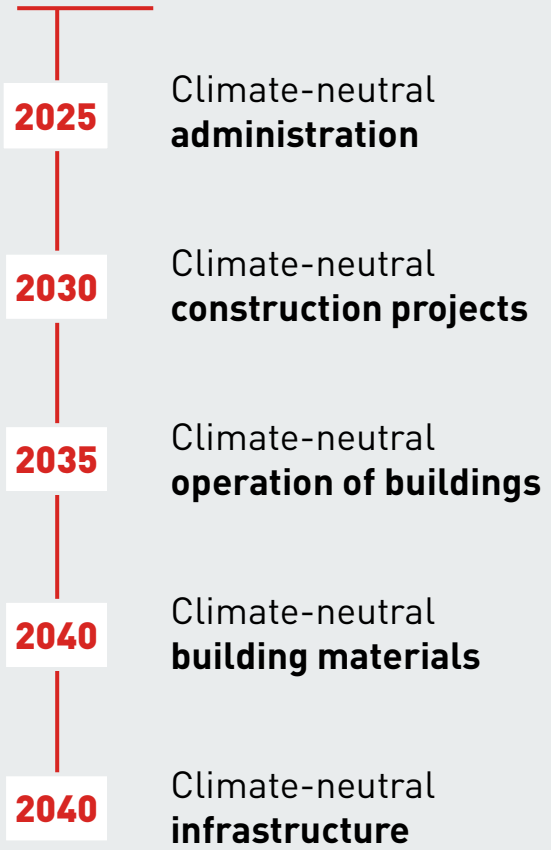 2025
Climate-neutral
administration
2030
Climate-neutral
construction projects
2035
Climate-neutral
operation of buildings
2040
Climate-neutral
building materials
2040
Climate-neutral
infrastructure